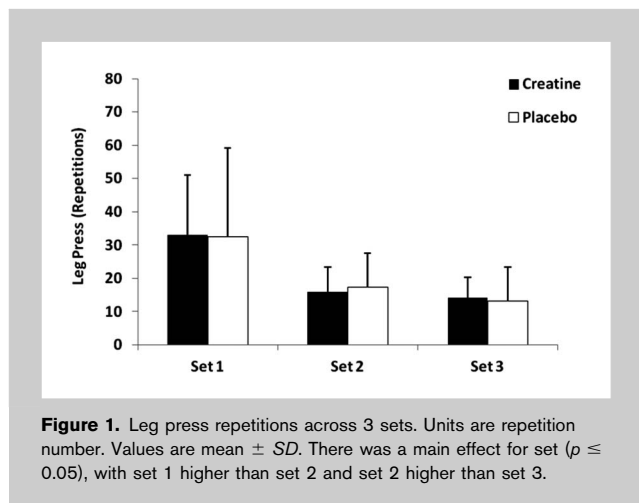 80
70
60
50
40
30
20
10
0
Leg Press (Repetitions)
Creatine
Placebo
Set 1
Set 2
Set 3
Figure 1. Leg press repetitions across 3 sets. Units are repetition
number. Values are mean ± SD. There was a main effect for set (p ≤
0.05), with set 1 higher than set 2 and set 2 higher than set 3.